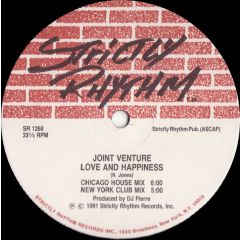 STRICTLY
RHYTHM
TM
SR 1268
33⅓ RPM
Strictly Rhythm Pub. (ASCAP)
JOINT VENTURE
LOVE AND HAPPINESS
(N. Jones)
CHICAGO HOUSE MIX 6:00
NEW YORK CLUB MIX 5:00
Produced by DJ Pierre
© 1991 Strictly Rhythm Records, Inc.
STRICTLY RHYTHM RECORDS INC. 1650 Broadway, New York, N.Y. 10019